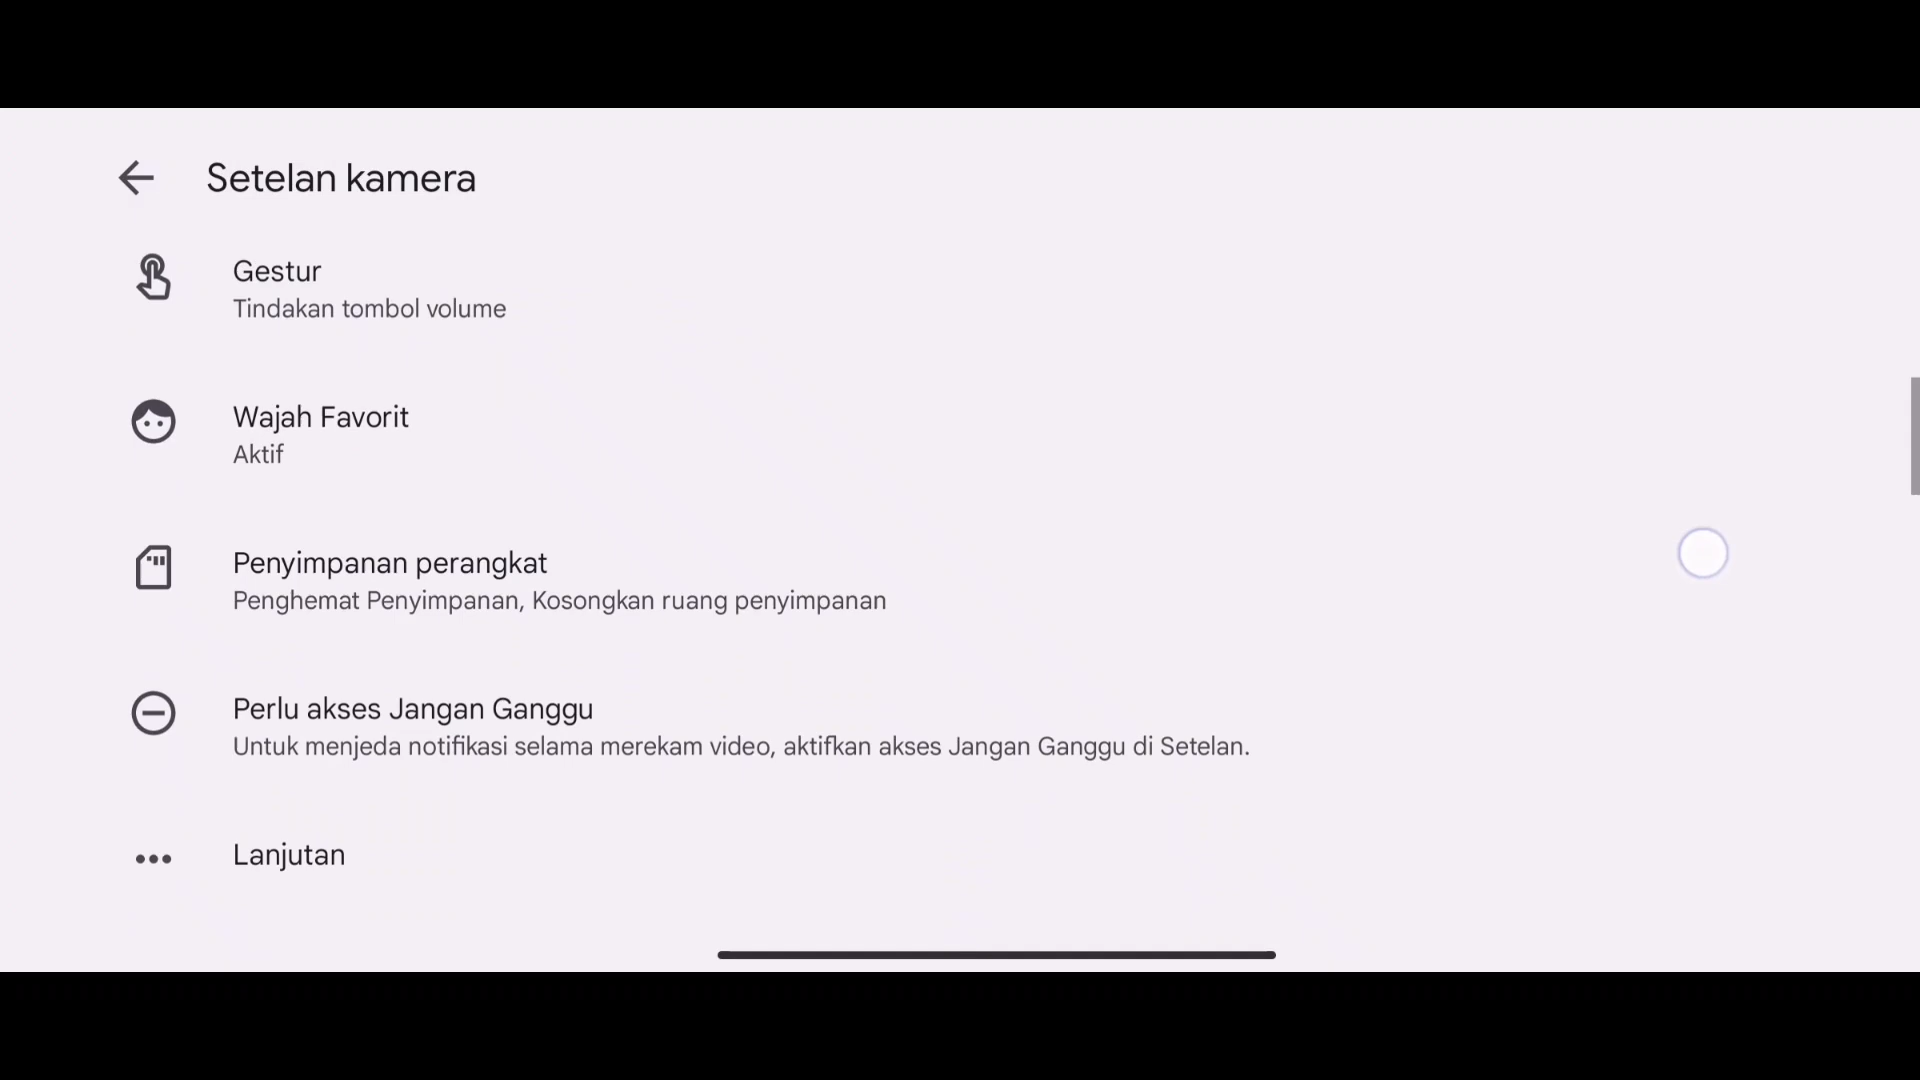 Setelan kamera
Gestur
Tindakan tombol volume
Wajah Favorit
Aktif
Penyimpanan perangkat
Penghemat Penyimpanan, Kosongkan ruang penyimpanan
Perlu akses Jangan Ganggu
Untuk menjeda notifikasi selama merekam video, aktifkan akses Jangan Ganggu di Setelan.
Lanjutan